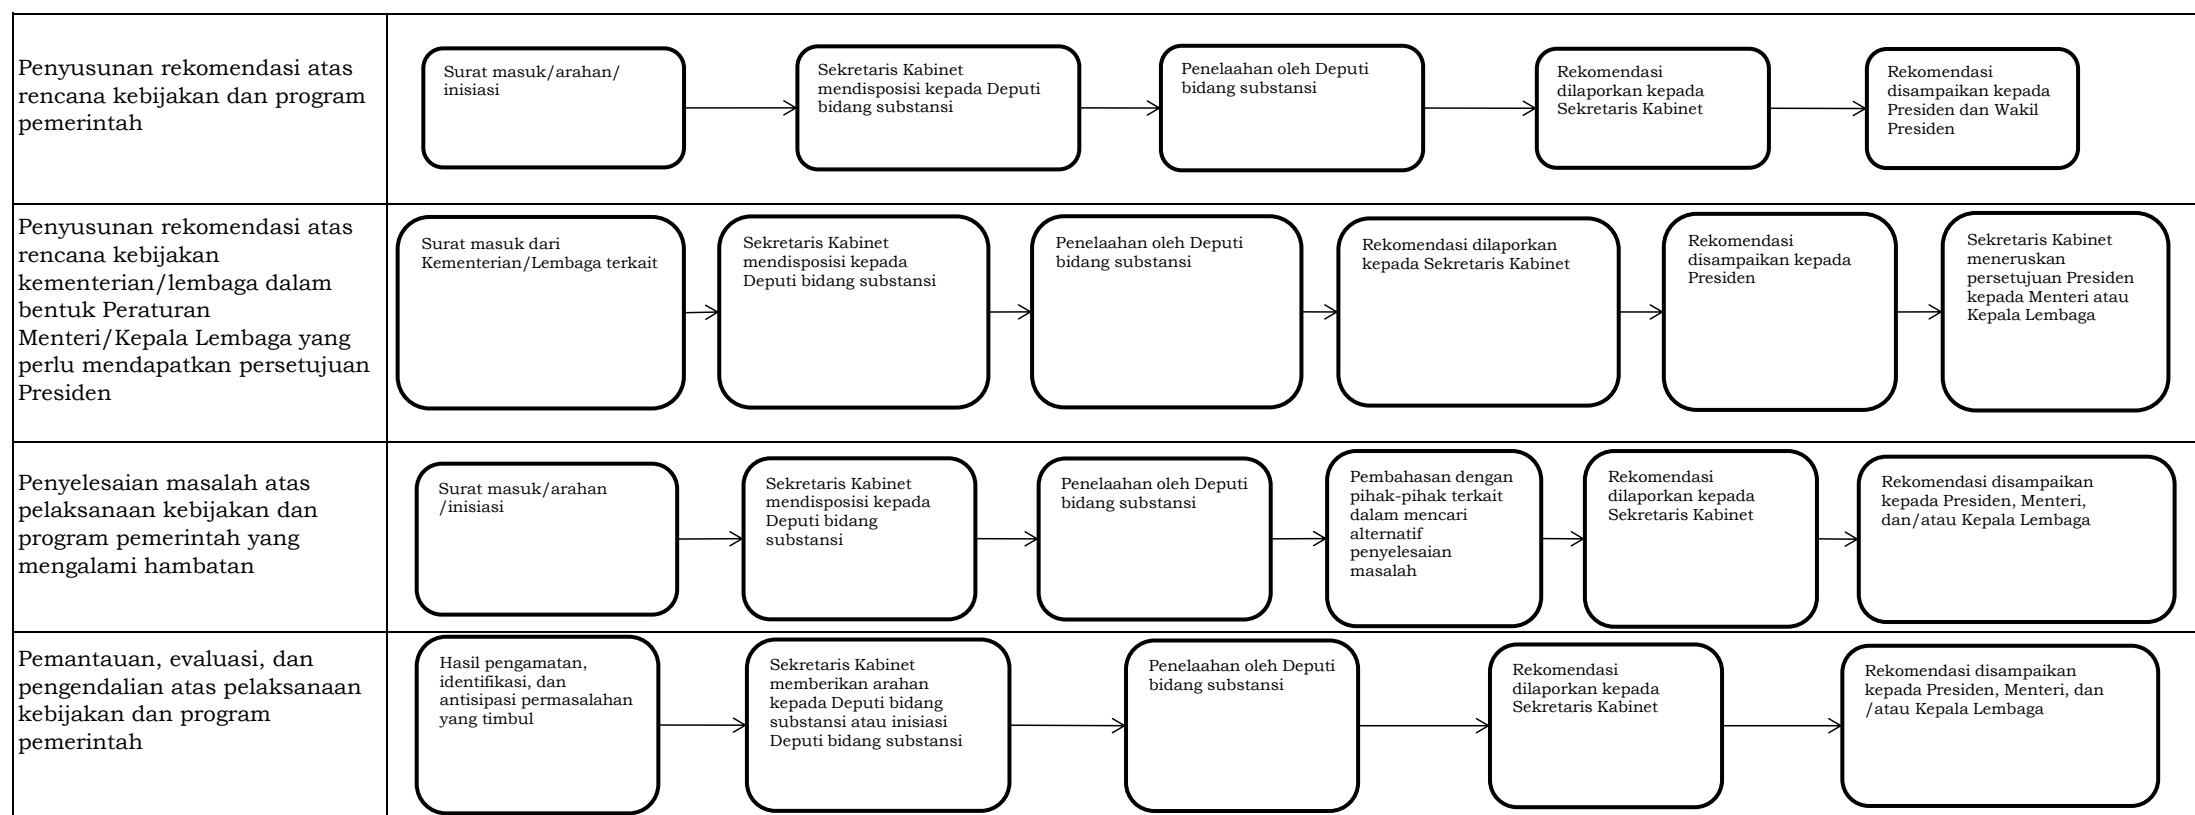 Penyusunan rekomendasi atas
rencana kebijakan dan program
pemerintah
Surat masuk/arahan/
inisiasi
Sekretaris Kabinet
mendisposisi kepada Deputi
bidang substansi
Penelaahan oleh Deputi
bidang substansi
Rekomendasi
dilaporkan kepada
Sekretaris Kabinet
Rekomendasi
disampaikan kepada
Presiden dan Wakil
Presiden
Penyusunan rekomendasi atas
rencana kebijakan
kementerian/lembaga dalam
bentuk Peraturan
Menteri/Kepala Lembaga yang
perlu mendapatkan persetujuan
Presiden
Surat masuk dari
Kementerian/Lembaga terkait
Sekretaris Kabinet
mendisposisi kepada
Deputi bidang substansi
Penelaahan oleh Deputi
bidang substansi
Rekomendasi dilaporkan
kepada Sekretaris Kabinet
Rekomendasi
disampaikan kepada
Presiden
Sekretaris Kabinet
meneruskan
persetujuan Presiden
kepada Menteri atau
Kepala Lembaga
Penyelesaian masalah atas
pelaksanaan kebijakan dan
program pemerintah yang
mengalami hambatan
Surat masuk/arahan
/inisiasi
Sekretaris Kabinet
mendisposisi kepada
Deputi bidang
substansi
Penelaahan oleh Deputi
bidang substansi
Pembahasan dengan
pihak-pihak terkait
dalam mencari
alternatif
penyelesaian
masalah
Rekomendasi
dilaporkan kepada
Sekretaris Kabinet
Rekomendasi disampaikan
kepada Presiden, Menteri,
dan/atau Kepala Lembaga
Pemantauan, evaluasi, dan
pengendalian atas pelaksanaan
kebijakan dan program
pemerintah
Hasil pengamatan,
identifikasi, dan
antisipasi permasalahan
yang timbul
Sekretaris Kabinet
memberikan arahan
kepada Deputi bidang
substansi atau inisiasi
Deputi bidang substansi
Penelaahan oleh Deputi
bidang substansi
Rekomendasi
dilaporkan kepada
Sekretaris Kabinet
Rekomendasi disampaikan
kepada Presiden, Menteri, dan
/atau Kepala Lembaga